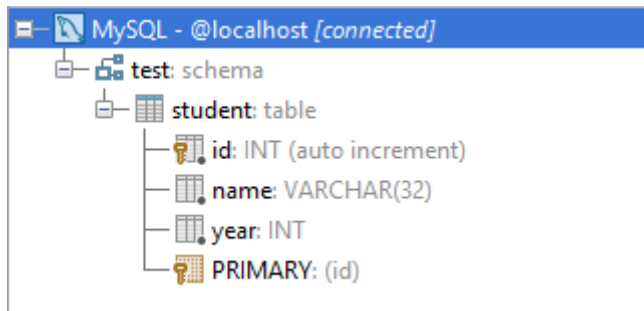 MySQL - @localhost [connected]
test: schema
student: table
id: INT (auto increment)
name: VARCHAR(32)
year: INT
PRIMARY: (id)